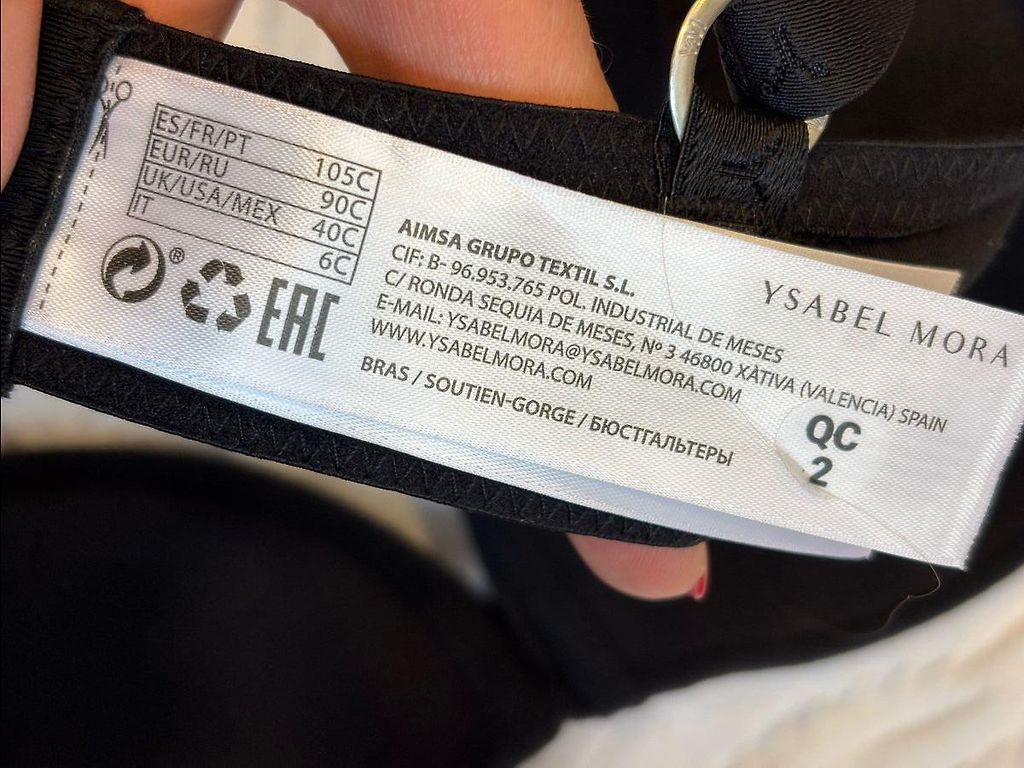 ES/FR/PT 105C
EUR/RU 90C
UK/USA/MEX 40C
IT 6C
®
EAC
AIMSA GRUPO TEXTIL S.L.
CIF: B- 96.953.765 POL. INDUSTRIAL DE MESES
C/ RONDA SEQUIA DE MESES, Nº 3 46800 XÀTIVA (VALENCIA) SPAIN
E-MAIL: YSABELMORA@YSABELMORA.COM
WWW.YSABELMORA.COM
BRAS / SOUTIEN-GORGE / БЮСТГАЛЬТЕРЫ
YSABEL MORA
QC
2